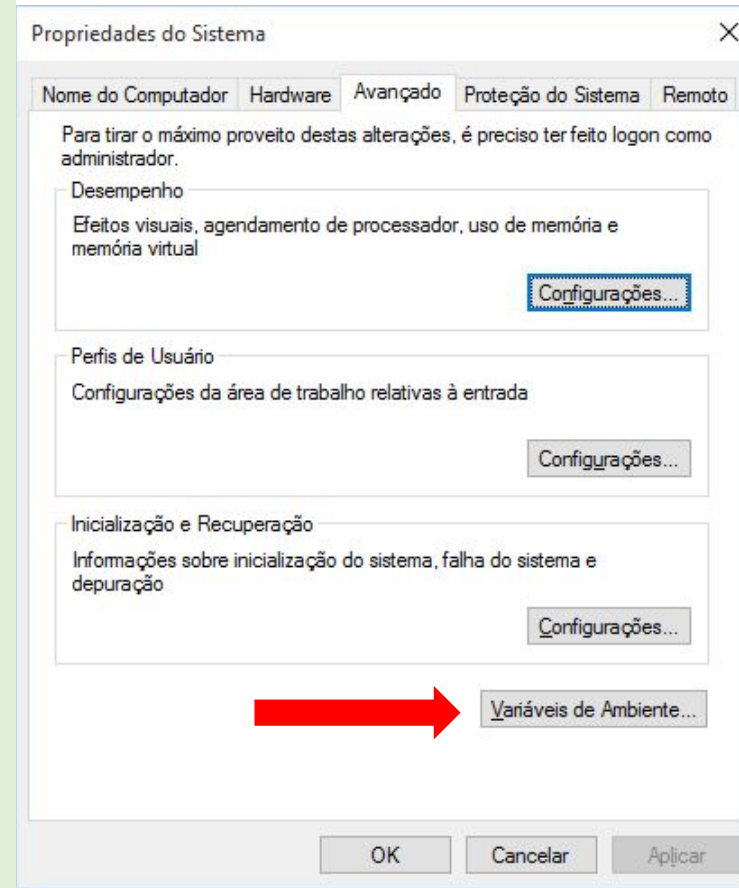 Propriedades do Sistema
Nome do Computador Hardware Avançado Proteção do Sistema Remoto
Para tirar o máximo proveito destas alterações, é preciso ter feito logon como
administrador.
Desempenho
Efeitos visuais, agendamento de processador, uso de memória e
memória virtual
Configurações...
Perfis de Usuário
Configurações da área de trabalho relativas à entrada
Configurações...
Inicialização e Recuperação
Informações sobre inicialização do sistema, falha do sistema e
depuração
Configurações...
Variáveis de Ambiente...
OK Cancelar Aplicar